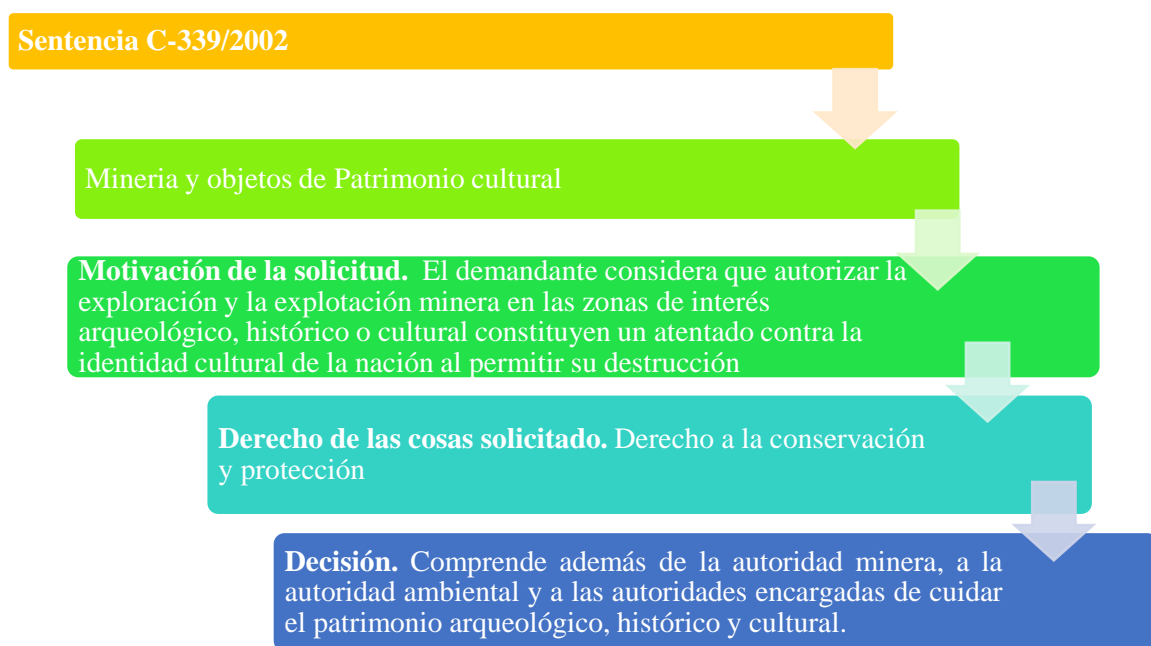 Sentencia C-339/2002
Mineria y objetos de Patrimonio cultural
Motivación de la solicitud. El demandante considera que autorizar la
exploración y la explotación minera en las zonas de interés
arqueológico, histórico o cultural constituyen un atentado contra la
identidad cultural de la nación al permitir su destrucción
Derecho de las cosas solicitado. Derecho a la conservación
y protección
Decisión. Comprende además de la autoridad minera, a la
autoridad ambiental y a las autoridades encargadas de cuidar
el patrimonio arqueológico, histórico y cultural.